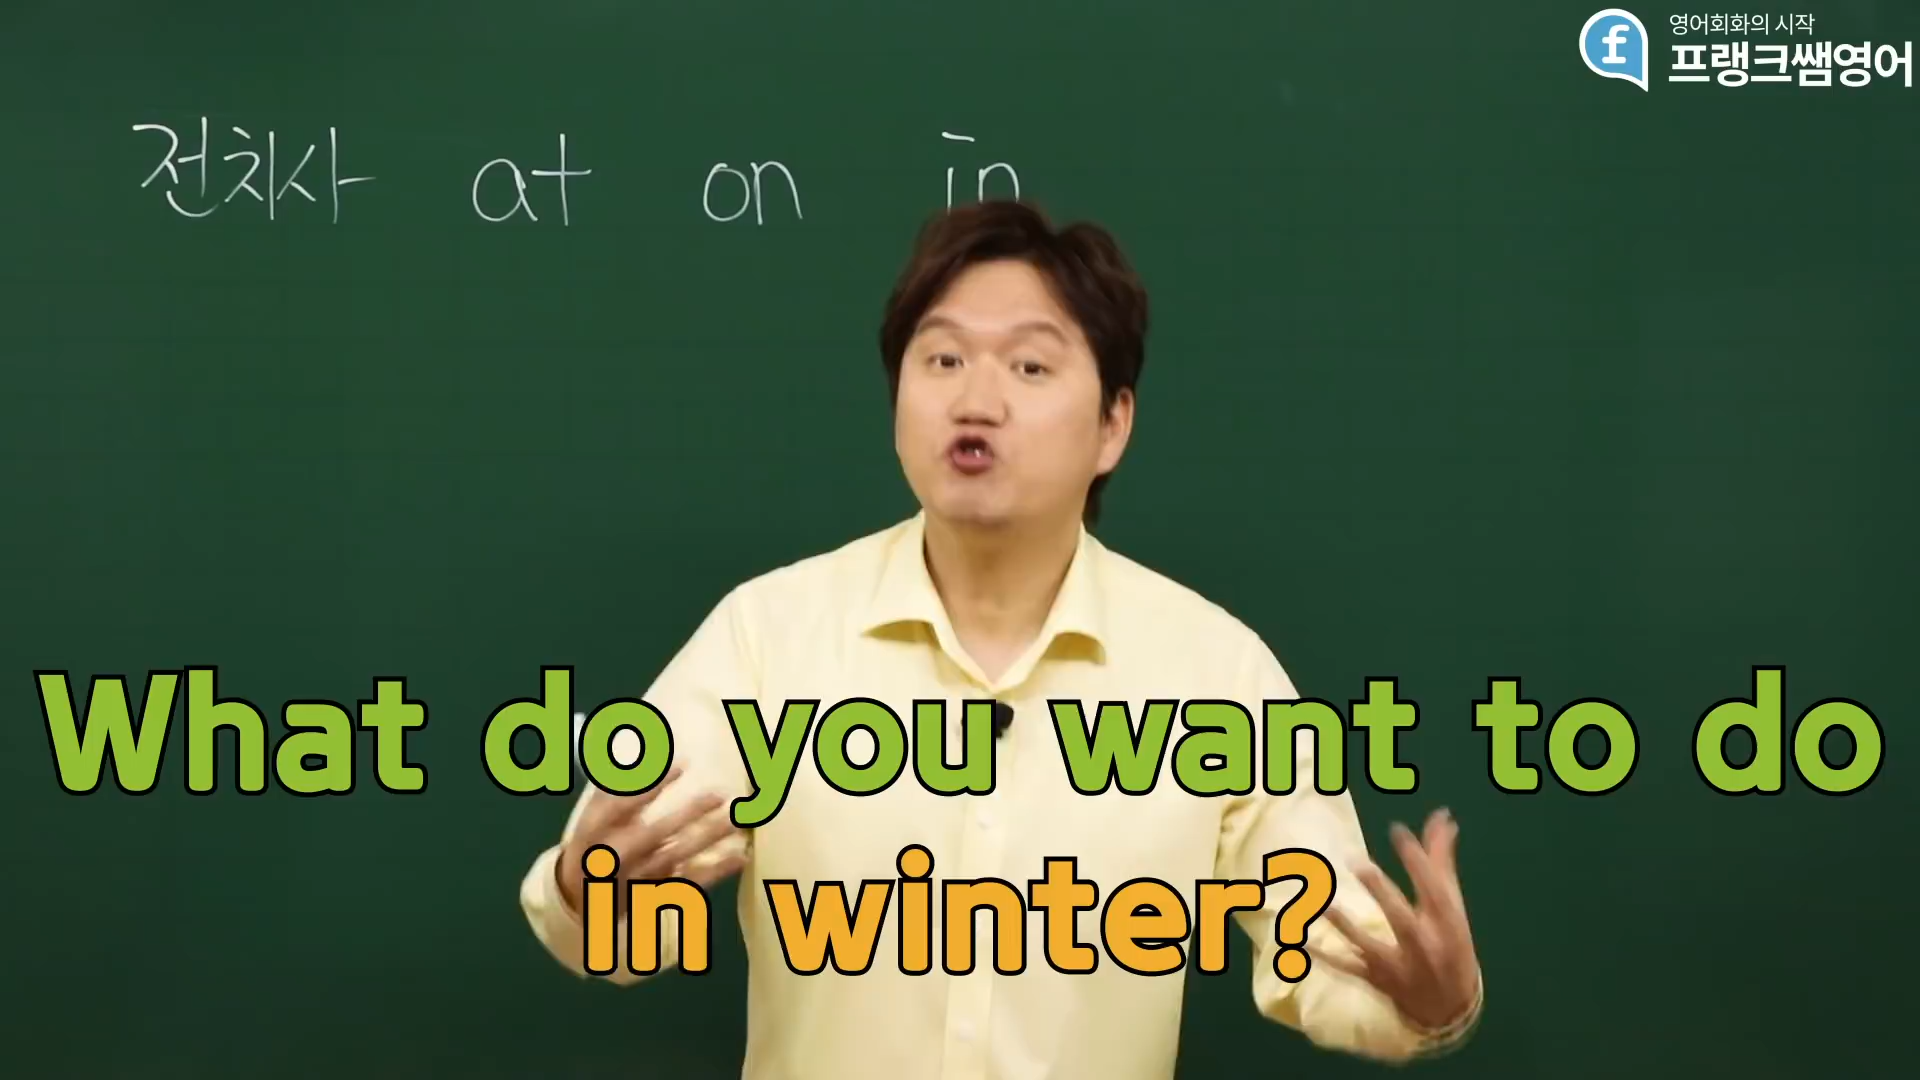 영어회화의 시작
프랭크쌤영어
전치사 at on in
What do you want to do
in winter?